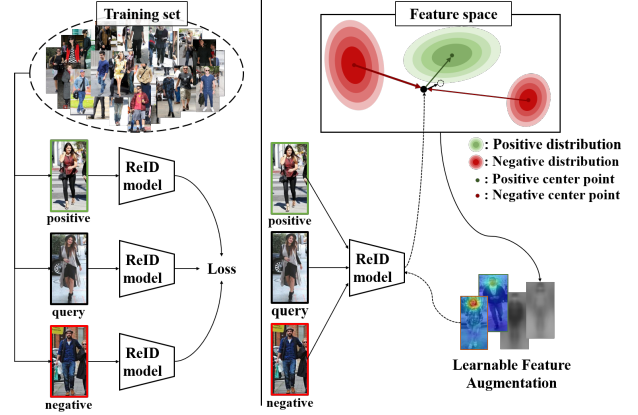 Training set
ReID
model
positive
ReID
model
query
Loss
ReID
model
negative
Feature space
: Positive distribution
: Negative distribution
: Positive center point
: Negative center point
positive
query
ReID
model
negative
Learnable Feature
Augmentation